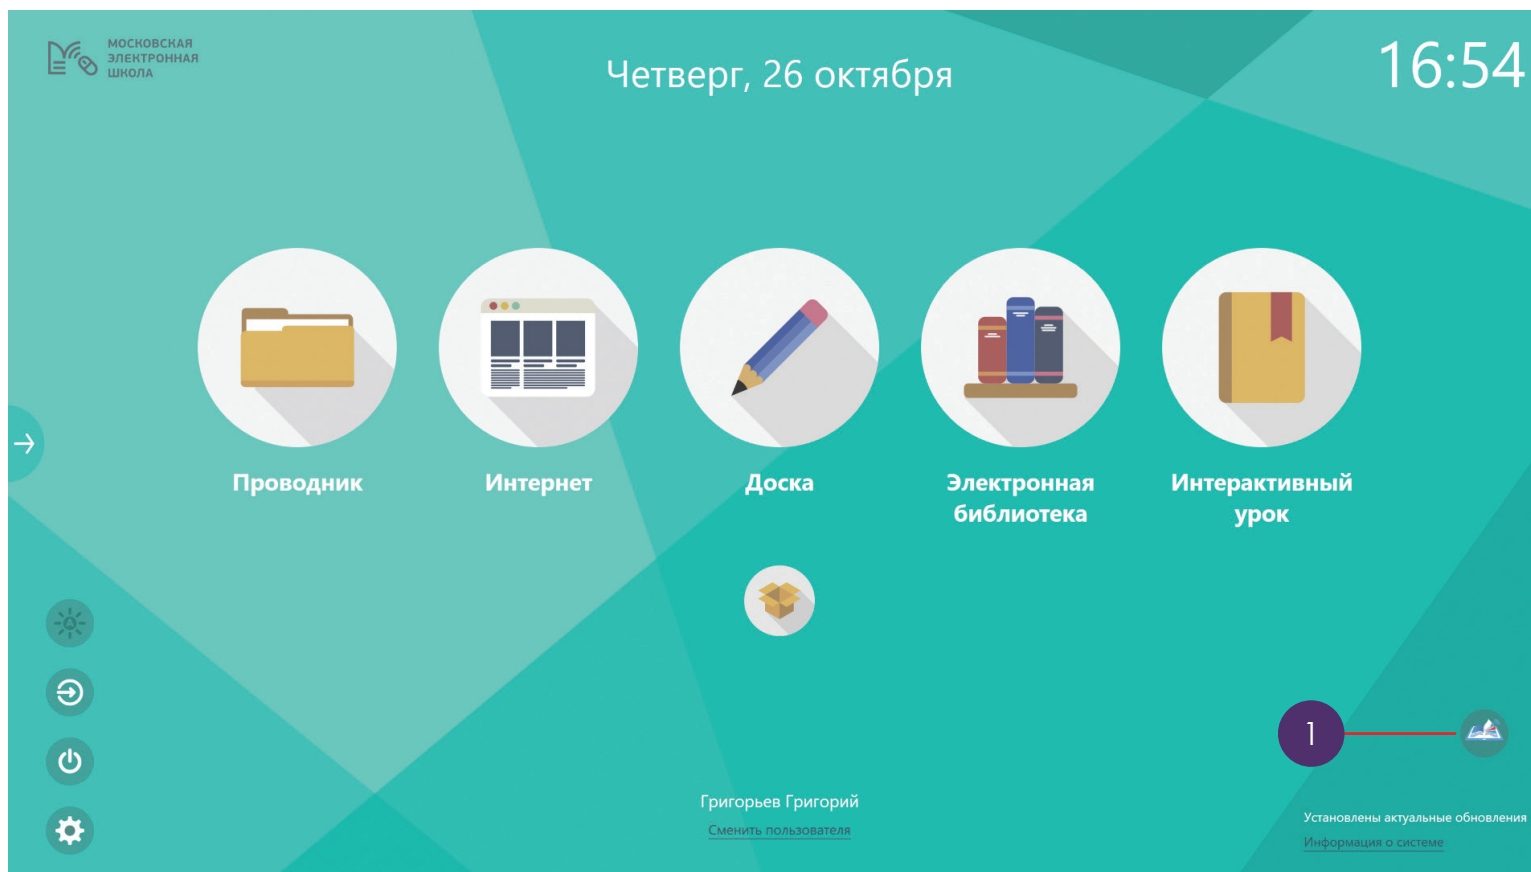 МОСКОВСКАЯ
ЭЛЕКТРОННАЯ
ШКОЛА
Четверг, 26 октября
16:54
Проводник
Интернет
Доска
Электронная
библиотека
Интерактивный
урок
1
Григорьев Григорий
Сменить пользователя
Установлены актуальные обновления
Информация о системе